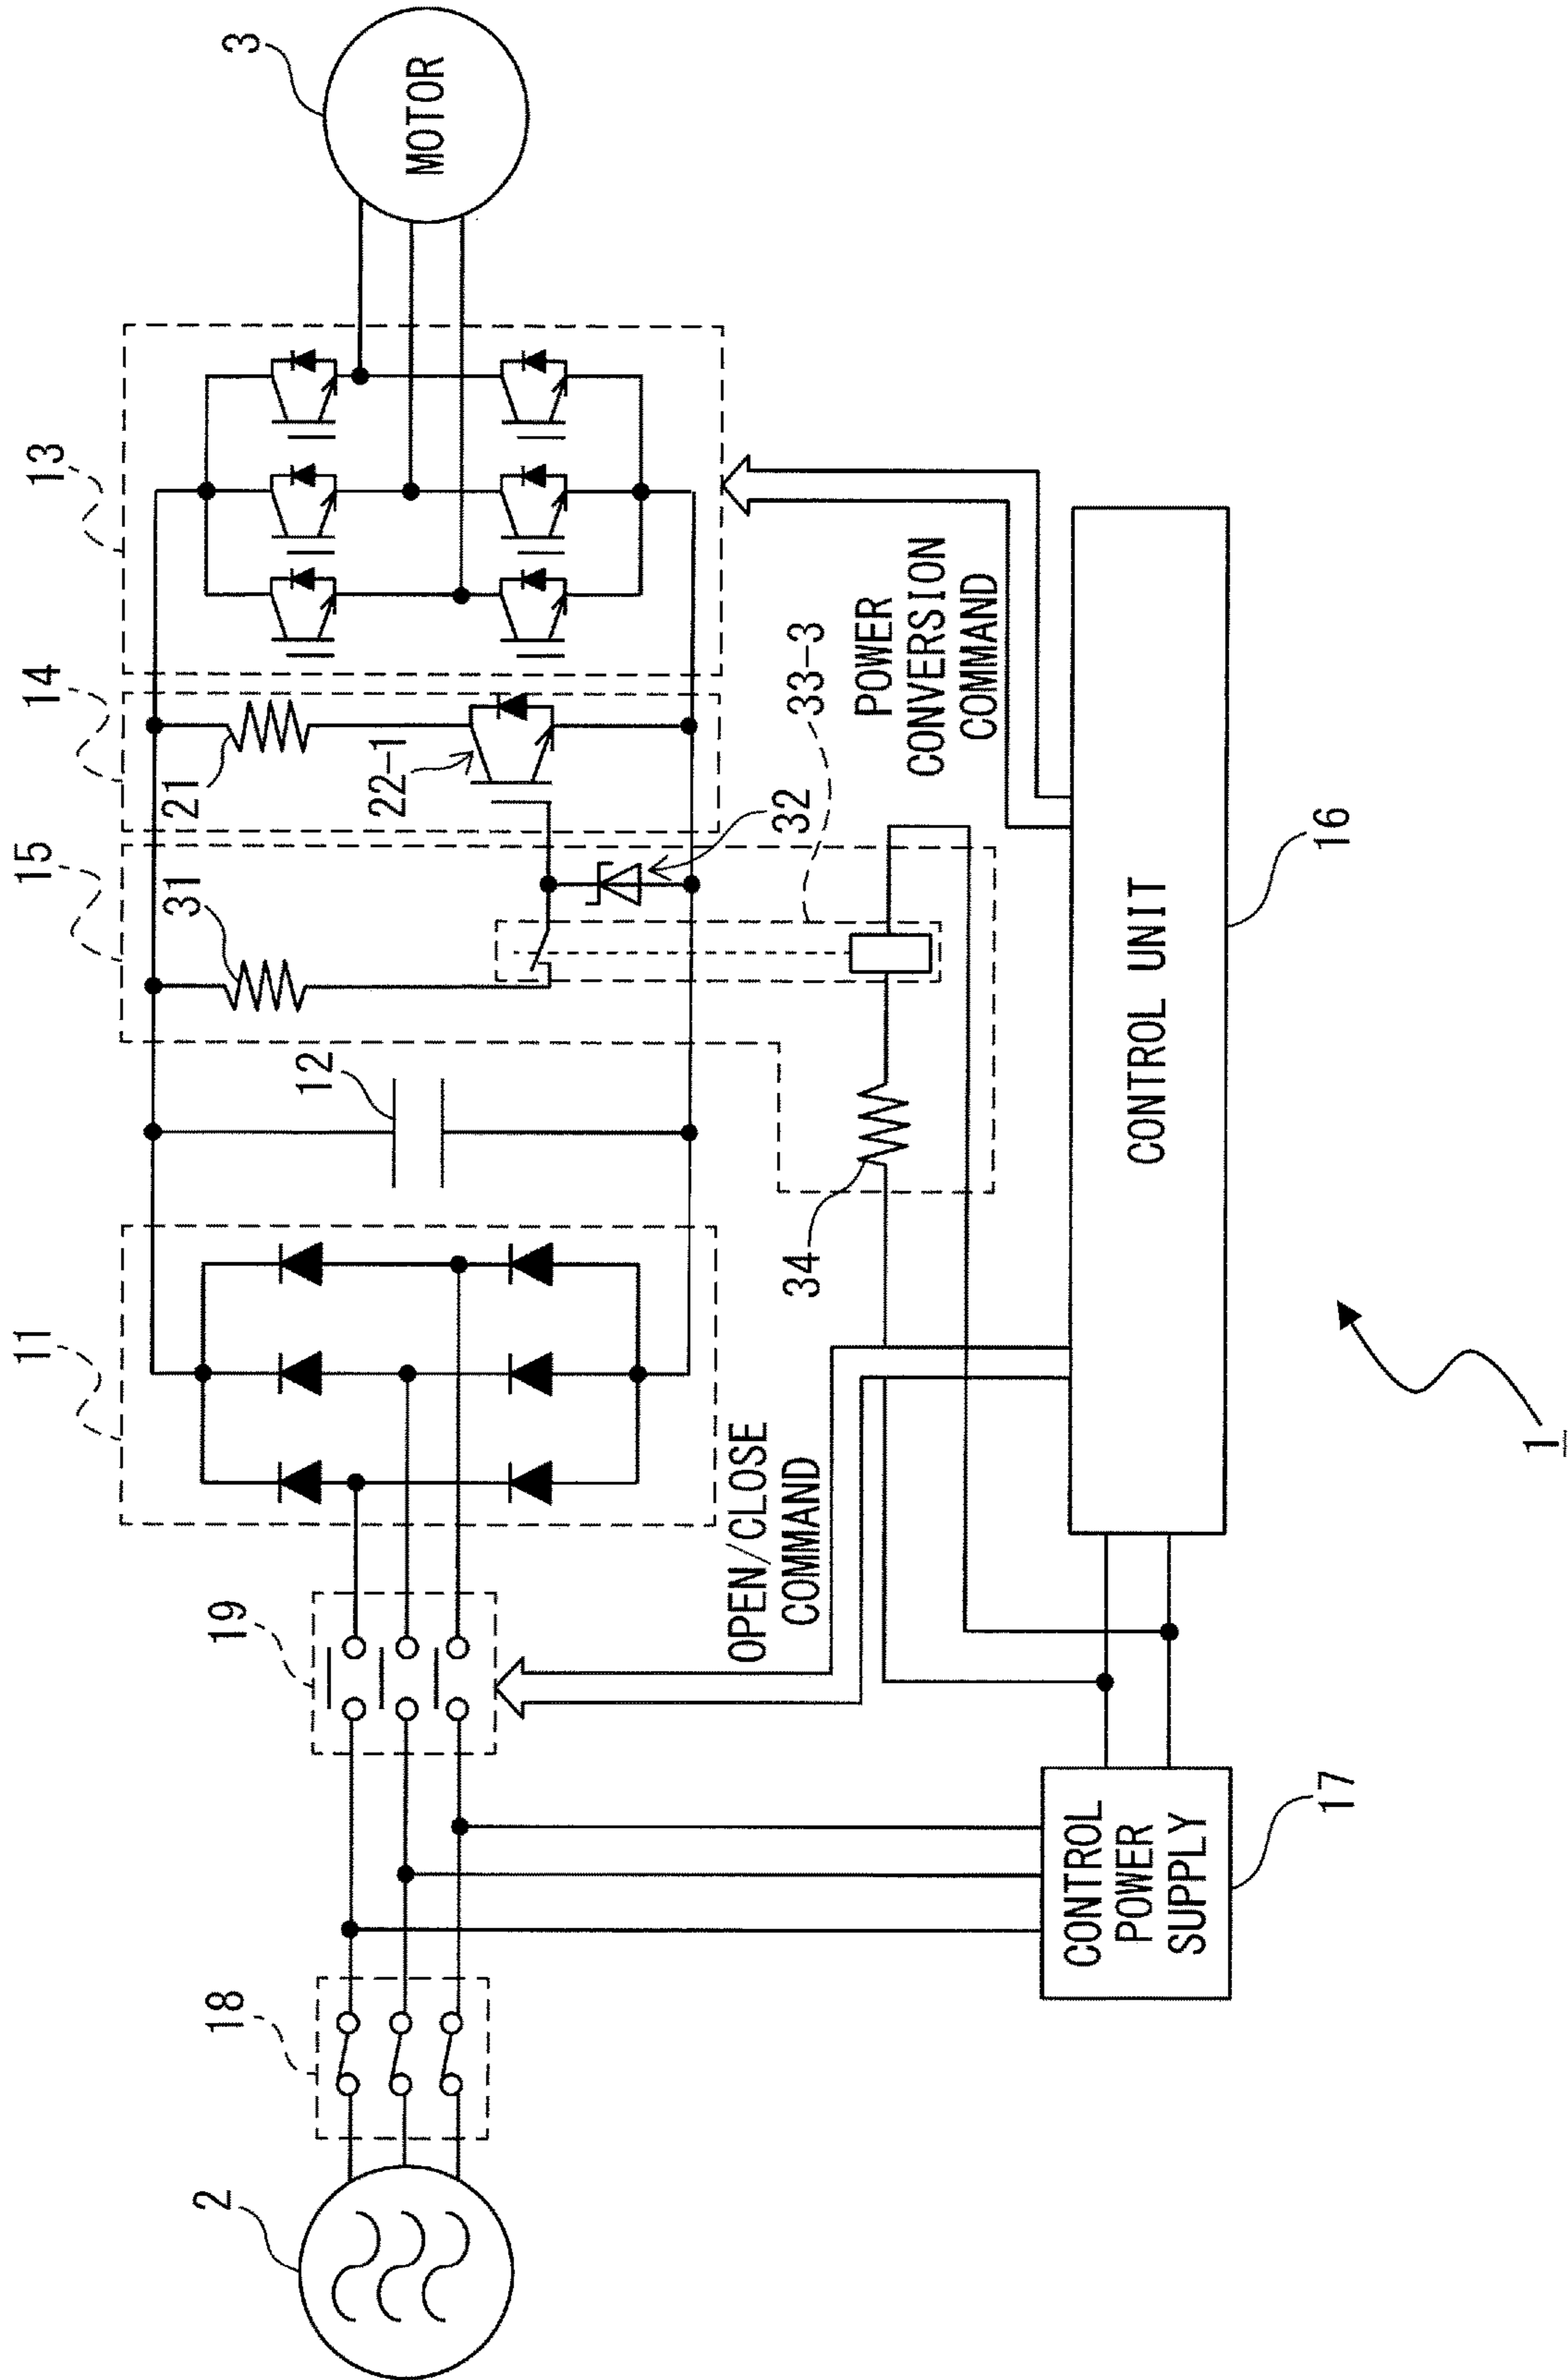 3
MOTOR
13
14
15
11
21
22-1
31
32
12
33-3
POWER
CONVERSION
COMMAND
34
19
OPEN/CLOSE
COMMAND
18
2
CONTROL UNIT
16
CONTROL
POWER
SUPPLY
17
1